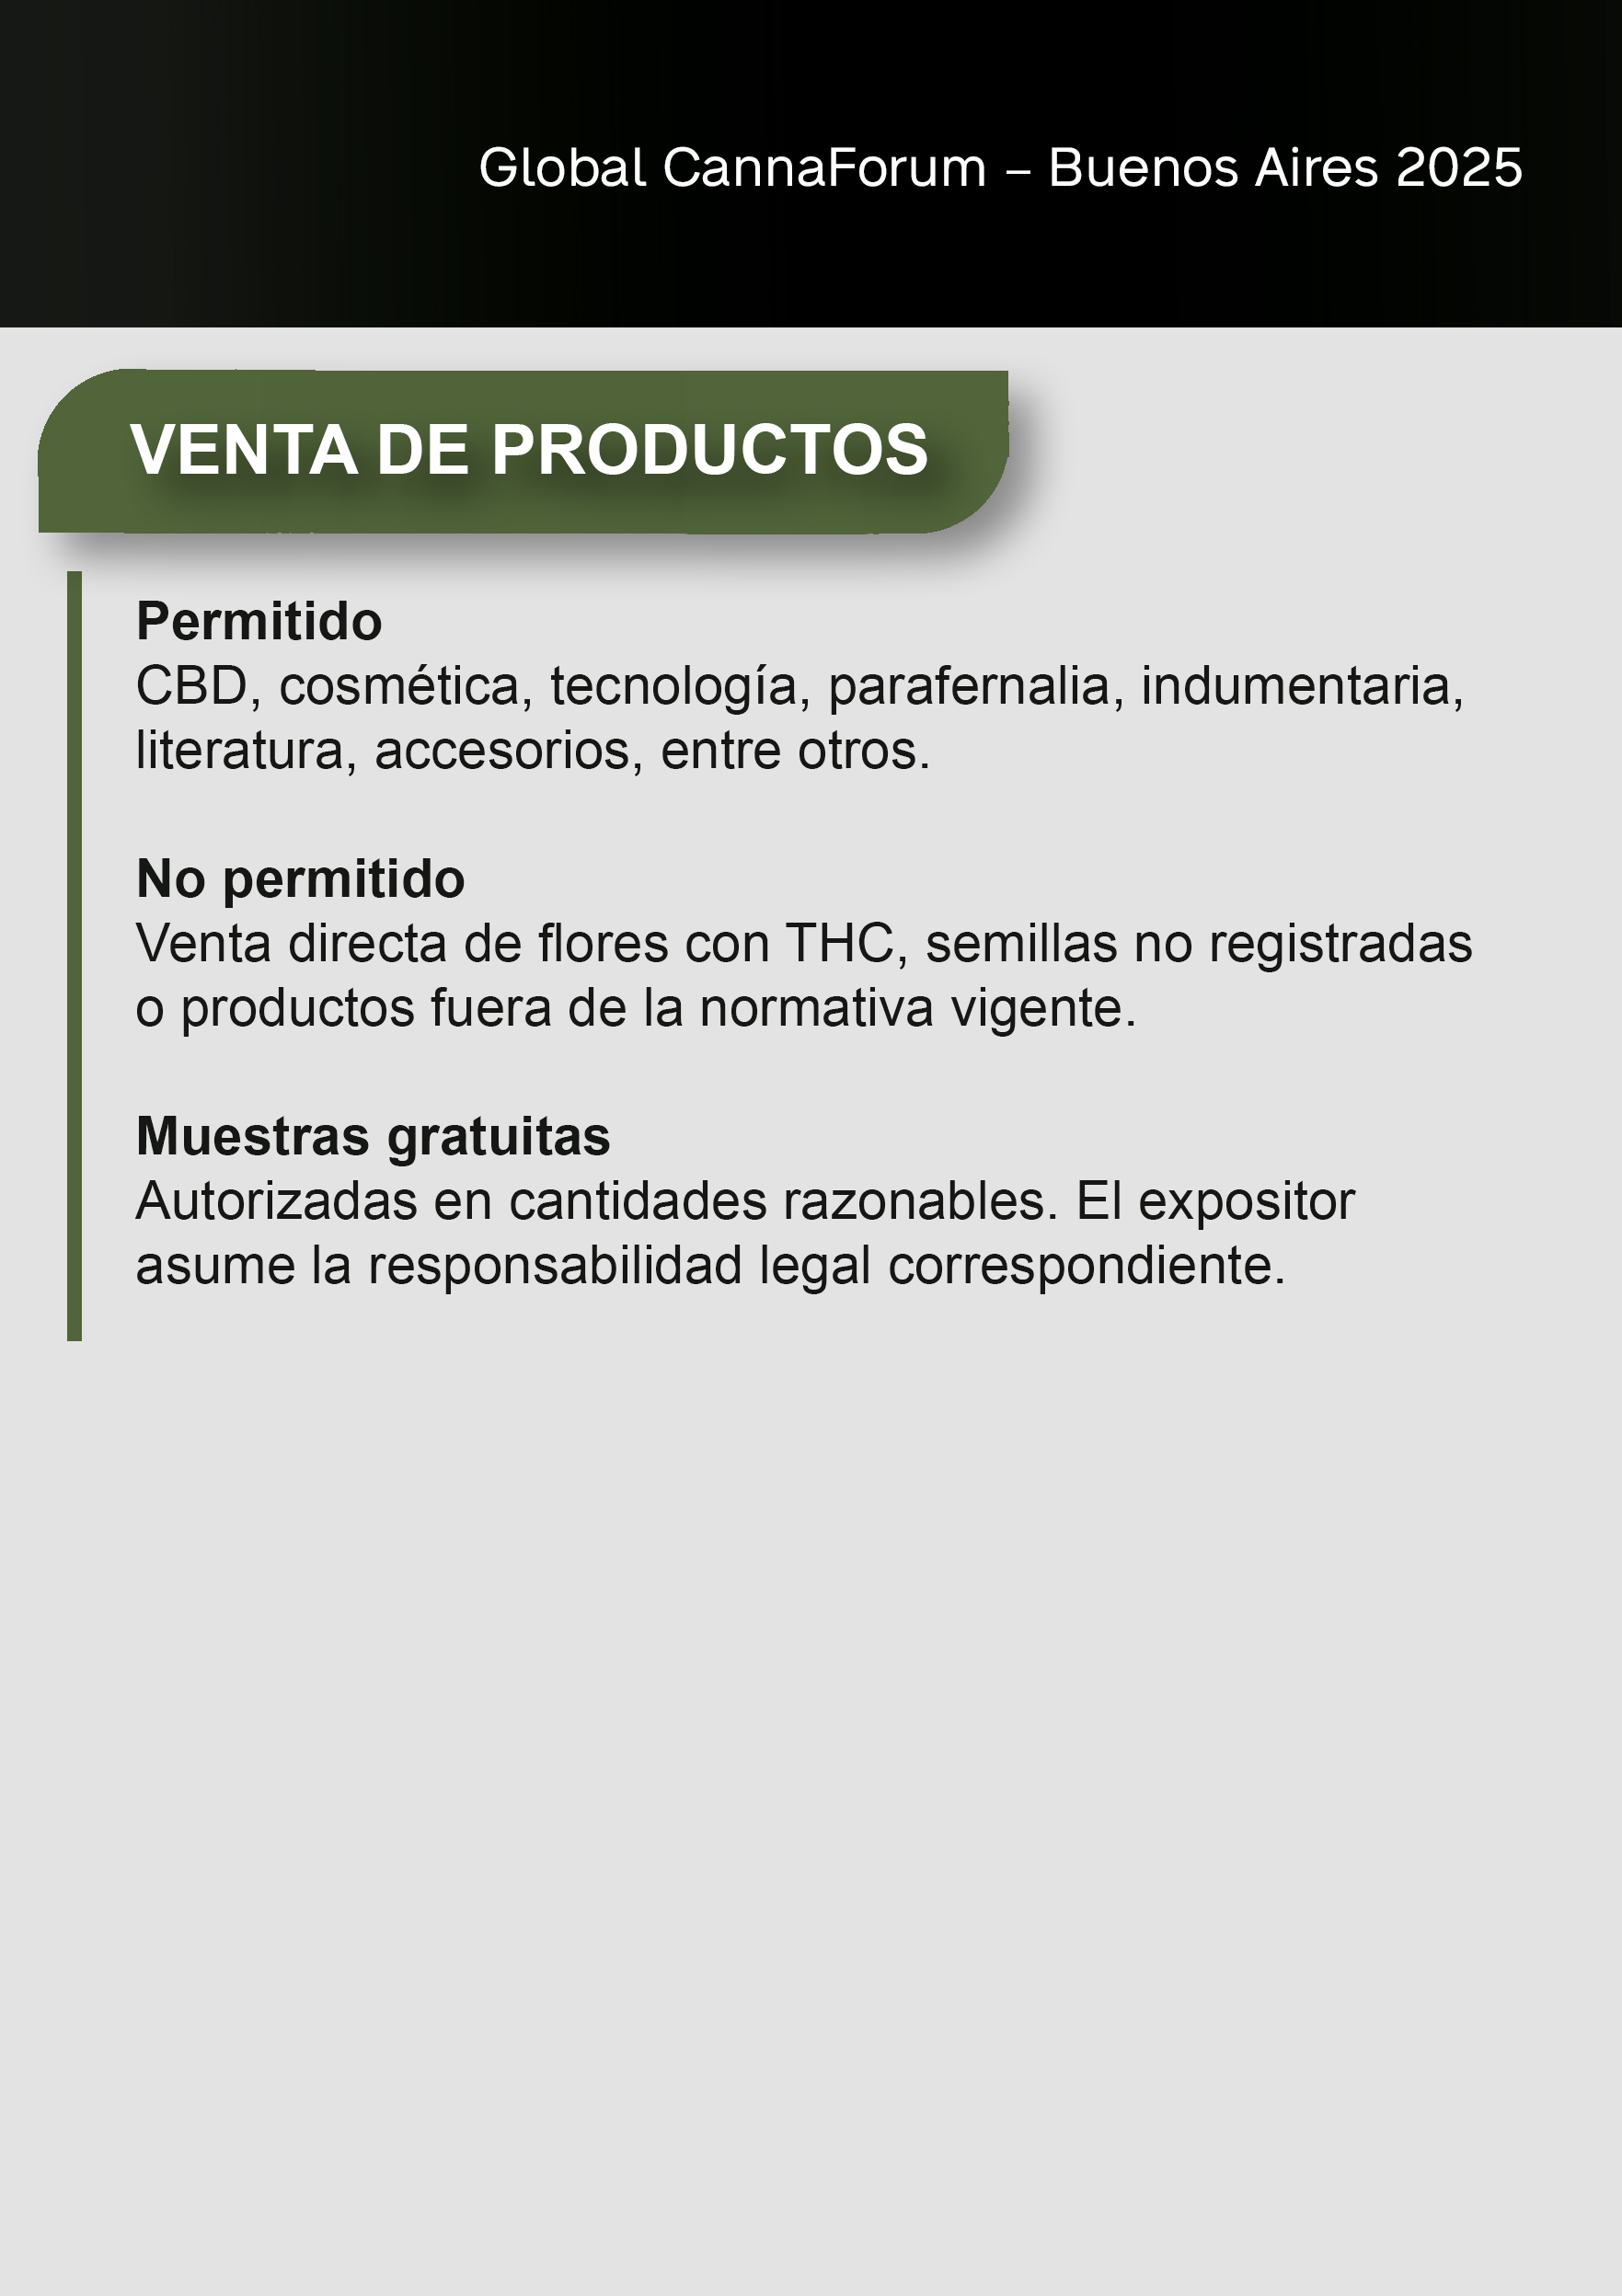 Global CannaForum – Buenos Aires 2025
VENTA DE PRODUCTOS
Permitido
CBD, cosmética, tecnología, parafernalia, indumentaria,
literatura, accesorios, entre otros.
No permitido
Venta directa de flores con THC, semillas no registradas
o productos fuera de la normativa vigente.
Muestras gratuitas
Autorizadas en cantidades razonables. El expositor
asume la responsabilidad legal correspondiente.